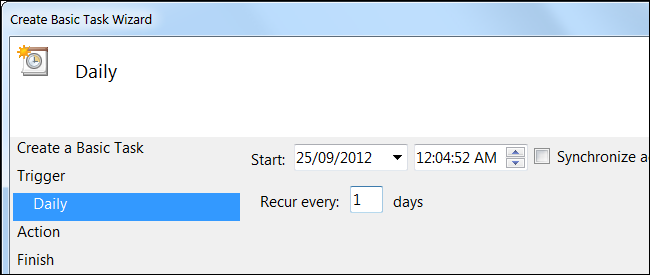 Create Basic Task Wizard
Daily
Create a Basic Task
Trigger
Daily
Action
Finish
Start: 25/09/2012 12:04:52 AM Synchronize
Recur every: 1 days